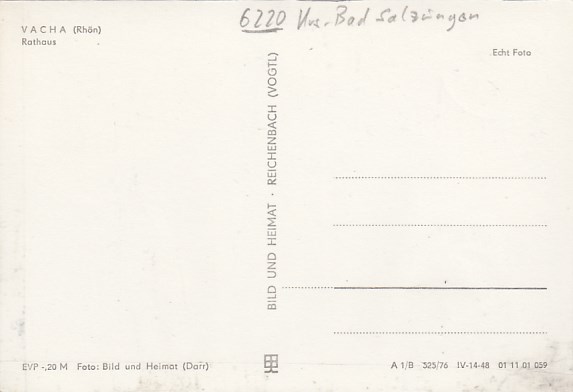 6220 Krs. Bad Salzungen
VACHA (Rhön)
Rathaus
Echt Foto
BILD UND HEIMAT · REICHENBACH (VOGTL)
EVP -,20 M Foto: Bild und Heimat (Darr)
A 1/B 325/76 IV-14-48 01 11 01 059